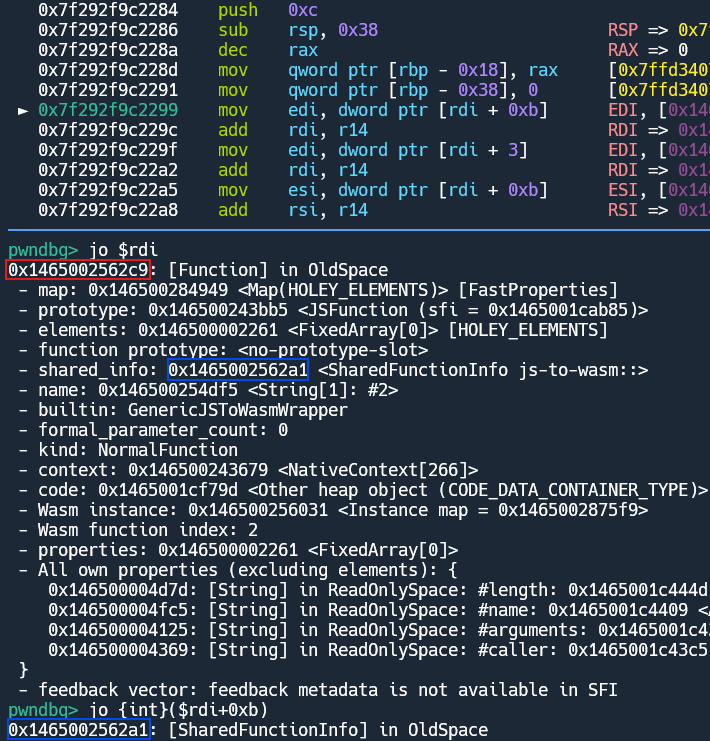 0x7f292f9c2284 push 0xc
0x7f292f9c2286 sub rsp, 0x38 RSP => 0x7
0x7f292f9c228a dec rax RAX => 0
0x7f292f9c228d mov qword ptr [rbp - 0x18], rax [0x7ffd3407
0x7f292f9c2291 mov qword ptr [rbp - 0x38], 0 [0x7ffd3407
► 0x7f292f9c2299 mov edi, dword ptr [rdi + 0xb] EDI, [0x146
0x7f292f9c229c add rdi, r14 RDI => 0x14
0x7f292f9c229f mov edi, dword ptr [rdi + 3] EDI, [0x146
0x7f292f9c22a2 add rdi, r14 RDI => 0x14
0x7f292f9c22a5 mov esi, dword ptr [rdi + 0xb] ESI, [0x146
0x7f292f9c22a8 add rsi, r14 RSI => 0x14
pwndbg> jo $rdi
0x1465002562c9: [Function] in OldSpace
- map: 0x146500284949 <Map(HOLEY_ELEMENTS)> [FastProperties]
- prototype: 0x146500243bb5 <JSFunction (sfi = 0x1465001cab85)>
- elements: 0x146500002261 <FixedArray[0]> [HOLEY_ELEMENTS]
- function prototype: <no-prototype-slot>
- shared_info: 0x1465002562a1 <SharedFunctionInfo js-to-wasm::>
- name: 0x146500254df5 <String[1]: #2>
- builtin: GenericJSToWasmWrapper
- formal_parameter_count: 0
- kind: NormalFunction
- context: 0x146500243679 <NativeContext[266]>
- code: 0x1465001cf79d <Other heap object (CODE_DATA_CONTAINER_TYPE)>
- Wasm instance: 0x146500256031 <Instance map = 0x1465002875f9>
- Wasm function index: 2
- properties: 0x146500002261 <FixedArray[0]>
- All own properties (excluding elements): {
0x146500004d7d: [String] in ReadOnlySpace: #length: 0x1465001c444d
0x146500004fc5: [String] in ReadOnlySpace: #name: 0x1465001c4409 <A
0x146500004125: [String] in ReadOnlySpace: #arguments: 0x1465001c43
0x146500004369: [String] in ReadOnlySpace: #caller: 0x1465001c43c5
}
- feedback vector: feedback metadata is not available in SFI
pwndbg> jo {int}($rdi+0xb)
0x1465002562a1: [SharedFunctionInfo] in OldSpace